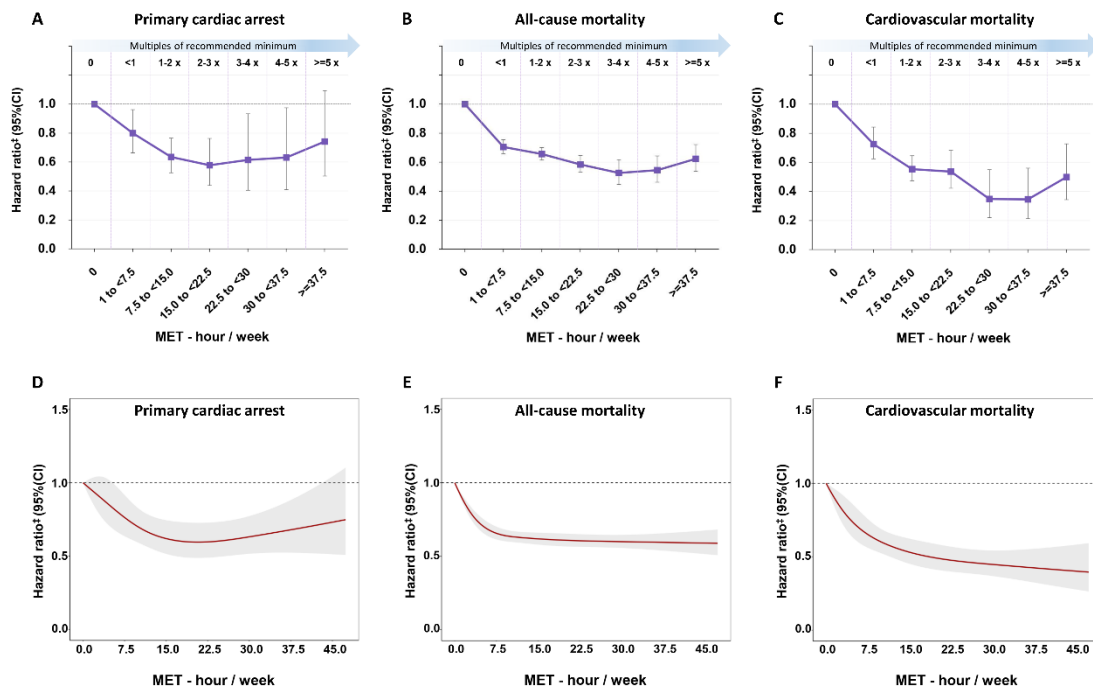 A Primary cardiac arrest
Multiples of recommended minimum
0 <1 1-2 x 2-3 x 3-4 x 4-5 x >=5 x
Hazard ratio‡ (95%(CI)
1.0
0.8
0.6
0.4
0.2
0.0
0 1 to <7.5 7.5 to <15.0 15.0 to <22.5 22.5 to <30 30 to <37.5 >=37.5
MET - hour / week
B All-cause mortality
Multiples of recommended minimum
0 <1 1-2 x 2-3 x 3-4 x 4-5 x >=5 x
Hazard ratio‡ (95%(CI)
1.0
0.8
0.6
0.4
0.2
0.0
0 1 to <7.5 7.5 to <15.0 15.0 to <22.5 22.5 to <30 30 to <37.5 >=37.5
MET - hour / week
C Cardiovascular mortality
Multiples of recommended minimum
0 <1 1-2 x 2-3 x 3-4 x 4-5 x >=5 x
Hazard ratio‡ (95%(CI)
1.0
0.8
0.6
0.4
0.2
0.0
0 1 to <7.5 7.5 to <15.0 15.0 to <22.5 22.5 to <30 30 to <37.5 >=37.5
MET - hour / week
D Primary cardiac arrest
Hazard ratio‡ (95%(CI)
1.5
1.0
0.5
0.0
0.0 7.5 15.0 22.5 30.0 37.5 45.0
MET - hour / week
E All-cause mortality
Hazard ratio‡ (95%(CI)
1.5
1.0
0.5
0.0
0.0 7.5 15.0 22.5 30.0 37.5 45.0
MET - hour / week
F Cardiovascular mortality
Hazard ratio‡ (95%(CI)
1.5
1.0
0.5
0.0
0.0 7.5 15.0 22.5 30.0 37.5 45.0
MET - hour / week